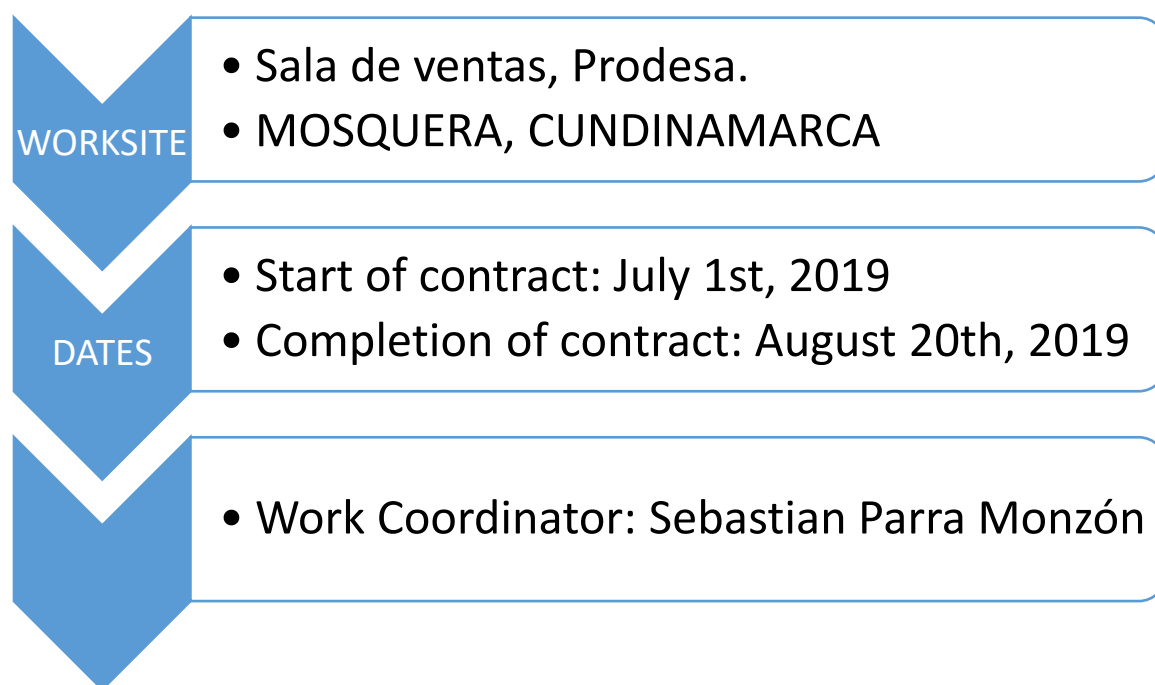 WORKSITE
• Sala de ventas, Prodesa.
• MOSQUERA, CUNDINAMARCA
DATES
• Start of contract: July 1st, 2019
• Completion of contract: August 20th, 2019
• Work Coordinator: Sebastian Parra Monzón